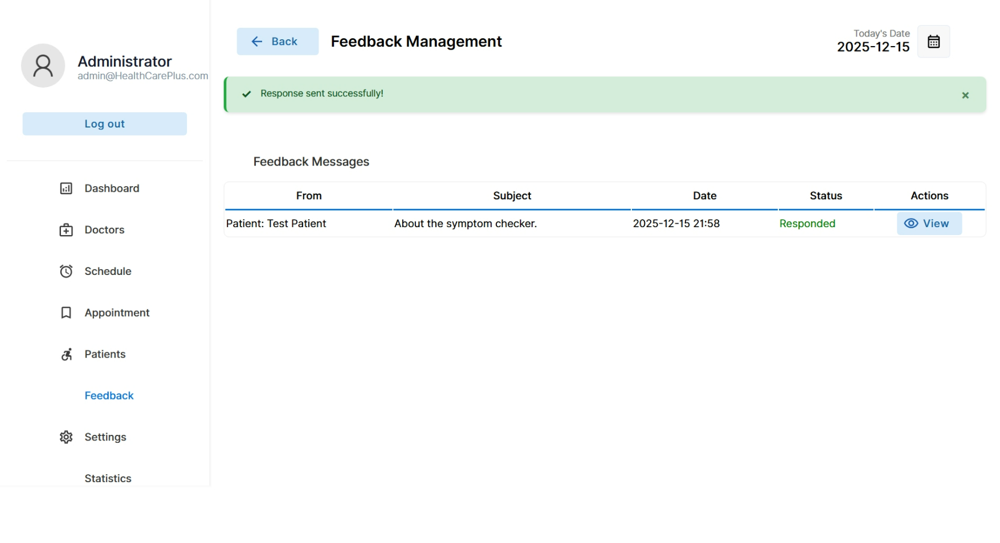 Administrator
admin@HealthCarePlus.com
Log out
Dashboard
Doctors
Schedule
Appointment
Patients
Feedback
Settings
Statistics
Back
Feedback Management
Today's Date
2025-12-15
Response sent successfully!
Feedback Messages
From Subject Date Status Actions
Patient: Test Patient About the symptom checker. 2025-12-15 21:58 Responded View